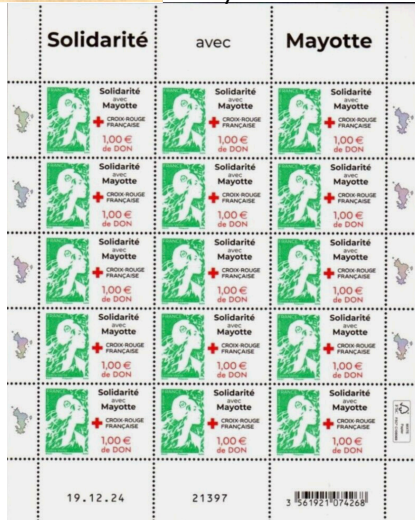 Solidarité avec Mayotte
Solidarité Solidarité Solidarité
avec avec avec
Mayotte Mayotte Mayotte
CROIX-ROUGE CROIX-ROUGE CROIX-ROUGE
FRANÇAISE FRANÇAISE FRANÇAISE
1,00 € 1,00 € 1,00 €
de DON de DON de DON
Solidarité Solidarité Solidarité
avec avec avec
Mayotte Mayotte Mayotte
CROIX-ROUGE CROIX-ROUGE CROIX-ROUGE
FRANÇAISE FRANÇAISE FRANÇAISE
1,00 € 1,00 € 1,00 €
de DON de DON de DON
Solidarité Solidarité Solidarité
avec avec avec
Mayotte Mayotte Mayotte
CROIX-ROUGE CROIX-ROUGE CROIX-ROUGE
FRANÇAISE FRANÇAISE FRANÇAISE
1,00 € 1,00 € 1,00 €
de DON de DON de DON
Solidarité Solidarité Solidarité
avec avec avec
Mayotte Mayotte Mayotte
CROIX-ROUGE CROIX-ROUGE CROIX-ROUGE
FRANÇAISE FRANÇAISE FRANÇAISE
1,00 € 1,00 € 1,00 €
de DON de DON de DON
Solidarité Solidarité Solidarité
avec avec avec
Mayotte Mayotte Mayotte
CROIX-ROUGE CROIX-ROUGE CROIX-ROUGE
FRANÇAISE FRANÇAISE FRANÇAISE
1,00 € 1,00 € 1,00 €
de DON de DON de DON
19.12.24 21397 3 561921 074268